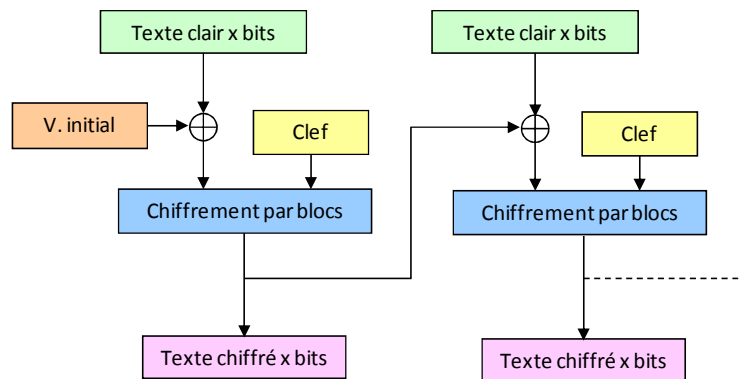 Texte clair x bits
Texte clair x bits
V. initial
Clef
Clef
Chiffrement par blocs
Chiffrement par blocs
Texte chiffré x bits
Texte chiffré x bits